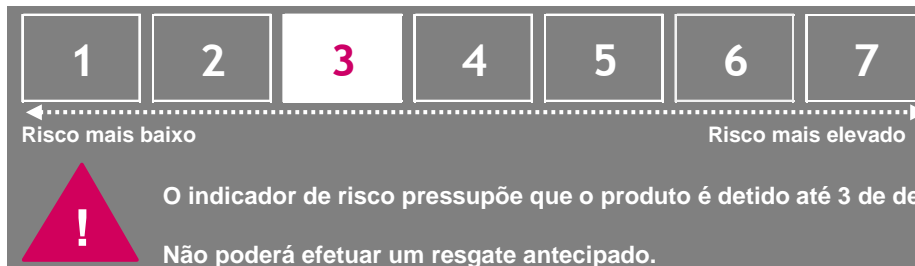 1 2 3 4 5 6 7
Risco mais baixo Risco mais elevado
O indicador de risco pressupõe que o produto é detido até 3 de
!
Não poderá efetuar um resgate antecipado.